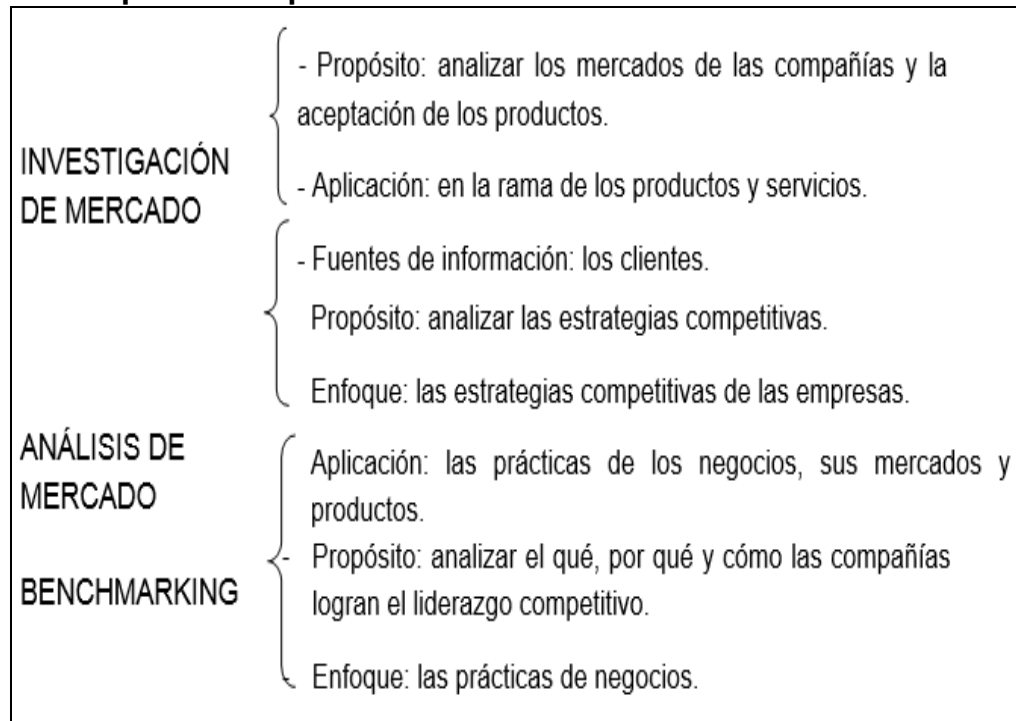 - Propósito: analizar los mercados de las compañías y la
aceptación de los productos.
INVESTIGACIÓN
DE MERCADO
- Aplicación: en la rama de los productos y servicios.
- Fuentes de información: los clientes.
Propósito: analizar las estrategias competitivas.
Enfoque: las estrategias competitivas de las empresas.
ANÁLISIS DE
MERCADO
Aplicación: las prácticas de los negocios, sus mercados y
productos.
BENCHMARKING
- Propósito: analizar el qué, por qué y cómo las compañías
logran el liderazgo competitivo.
- Enfoque: las prácticas de negocios.